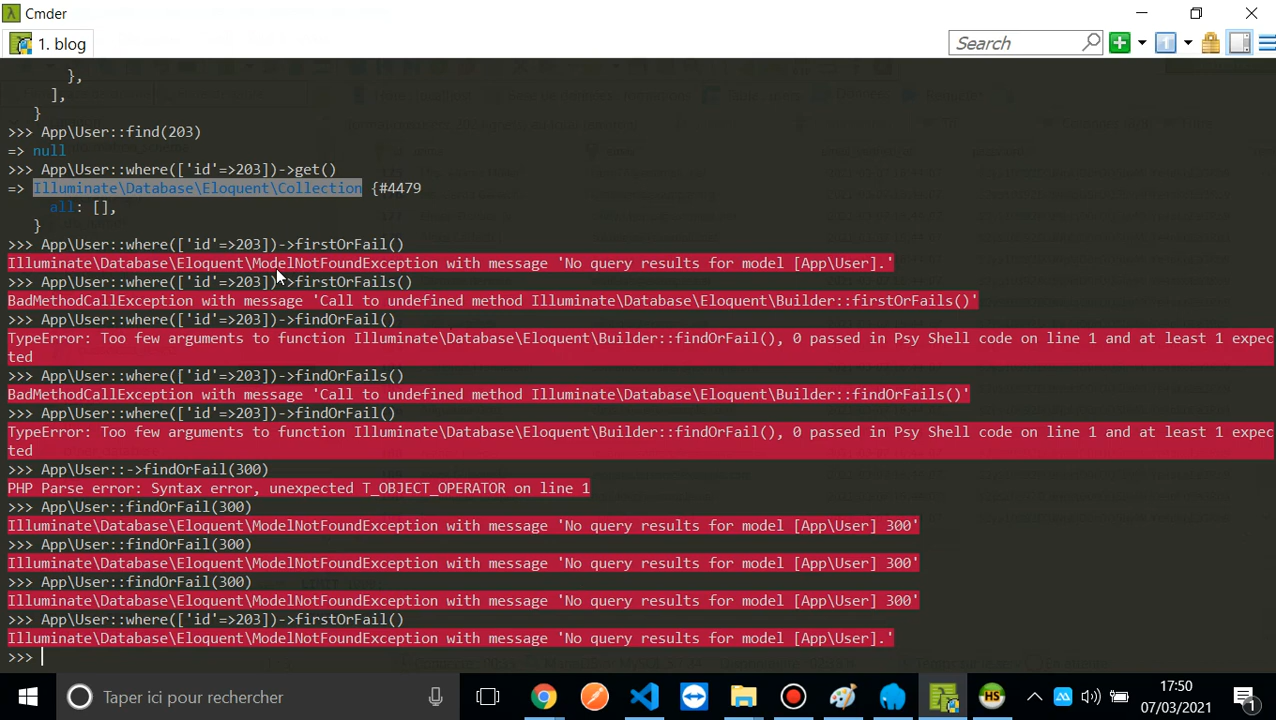 Cmder
1. blog
Search
},
],
}
>>> App\User::find(203)
=> null
>>> App\User::where(['id'=>203])->get()
=> Illuminate\Database\Eloquent\Collection {#4479
all: [],
}
>>> App\User::where(['id'=>203])->firstOrFail()
Illuminate\Database\Eloquent\ModelNotFoundException with message 'No query results for model [App\User].'
>>> App\User::where(['id'=>203])->firstOrFails()
BadMethodCallException with message 'Call to undefined method Illuminate\Database\Eloquent\Builder::firstOrFails()'
>>> App\User::where(['id'=>203])->findOrFail()
TypeError: Too few arguments to function Illuminate\Database\Eloquent\Builder::findOrFail(), 0 passed in Psy Shell code on line 1 and at least 1 expec
ted
>>> App\User::where(['id'=>203])->findOrFails()
BadMethodCallException with message 'Call to undefined method Illuminate\Database\Eloquent\Builder::findOrFails()'
>>> App\User::where(['id'=>203])->findOrFail()
TypeError: Too few arguments to function Illuminate\Database\Eloquent\Builder::findOrFail(), 0 passed in Psy Shell code on line 1 and at least 1 expec
ted
>>> App\User::->findOrFail(300)
PHP Parse error: Syntax error, unexpected T_OBJECT_OPERATOR on line 1
>>> App\User::findOrFail(300)
Illuminate\Database\Eloquent\ModelNotFoundException with message 'No query results for model [App\User] 300'
>>> App\User::findOrFail(300)
Illuminate\Database\Eloquent\ModelNotFoundException with message 'No query results for model [App\User] 300'
>>> App\User::findOrFail(300)
Illuminate\Database\Eloquent\ModelNotFoundException with message 'No query results for model [App\User] 300'
>>> App\User::where(['id'=>203])->firstOrFail()
Illuminate\Database\Eloquent\ModelNotFoundException with message 'No query results for model [App\User].'
>>>
Taper ici pour rechercher
HS
17:50
07/03/2021
1